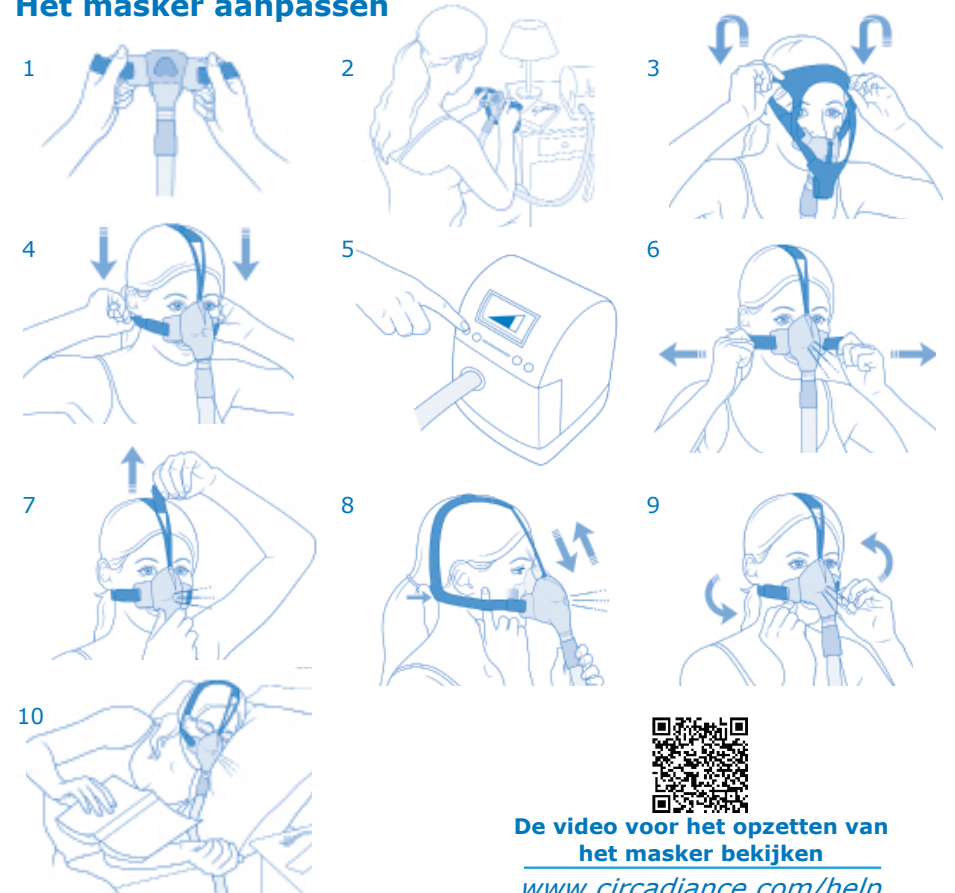 Het masker aanpassen
1
2
3
4
5
6
7
8
9
10
De video voor het opzetten van
het masker bekijken
www.circadiance.com/help